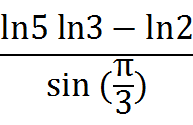 ln5 ln3 − ln2
sin (π/3)